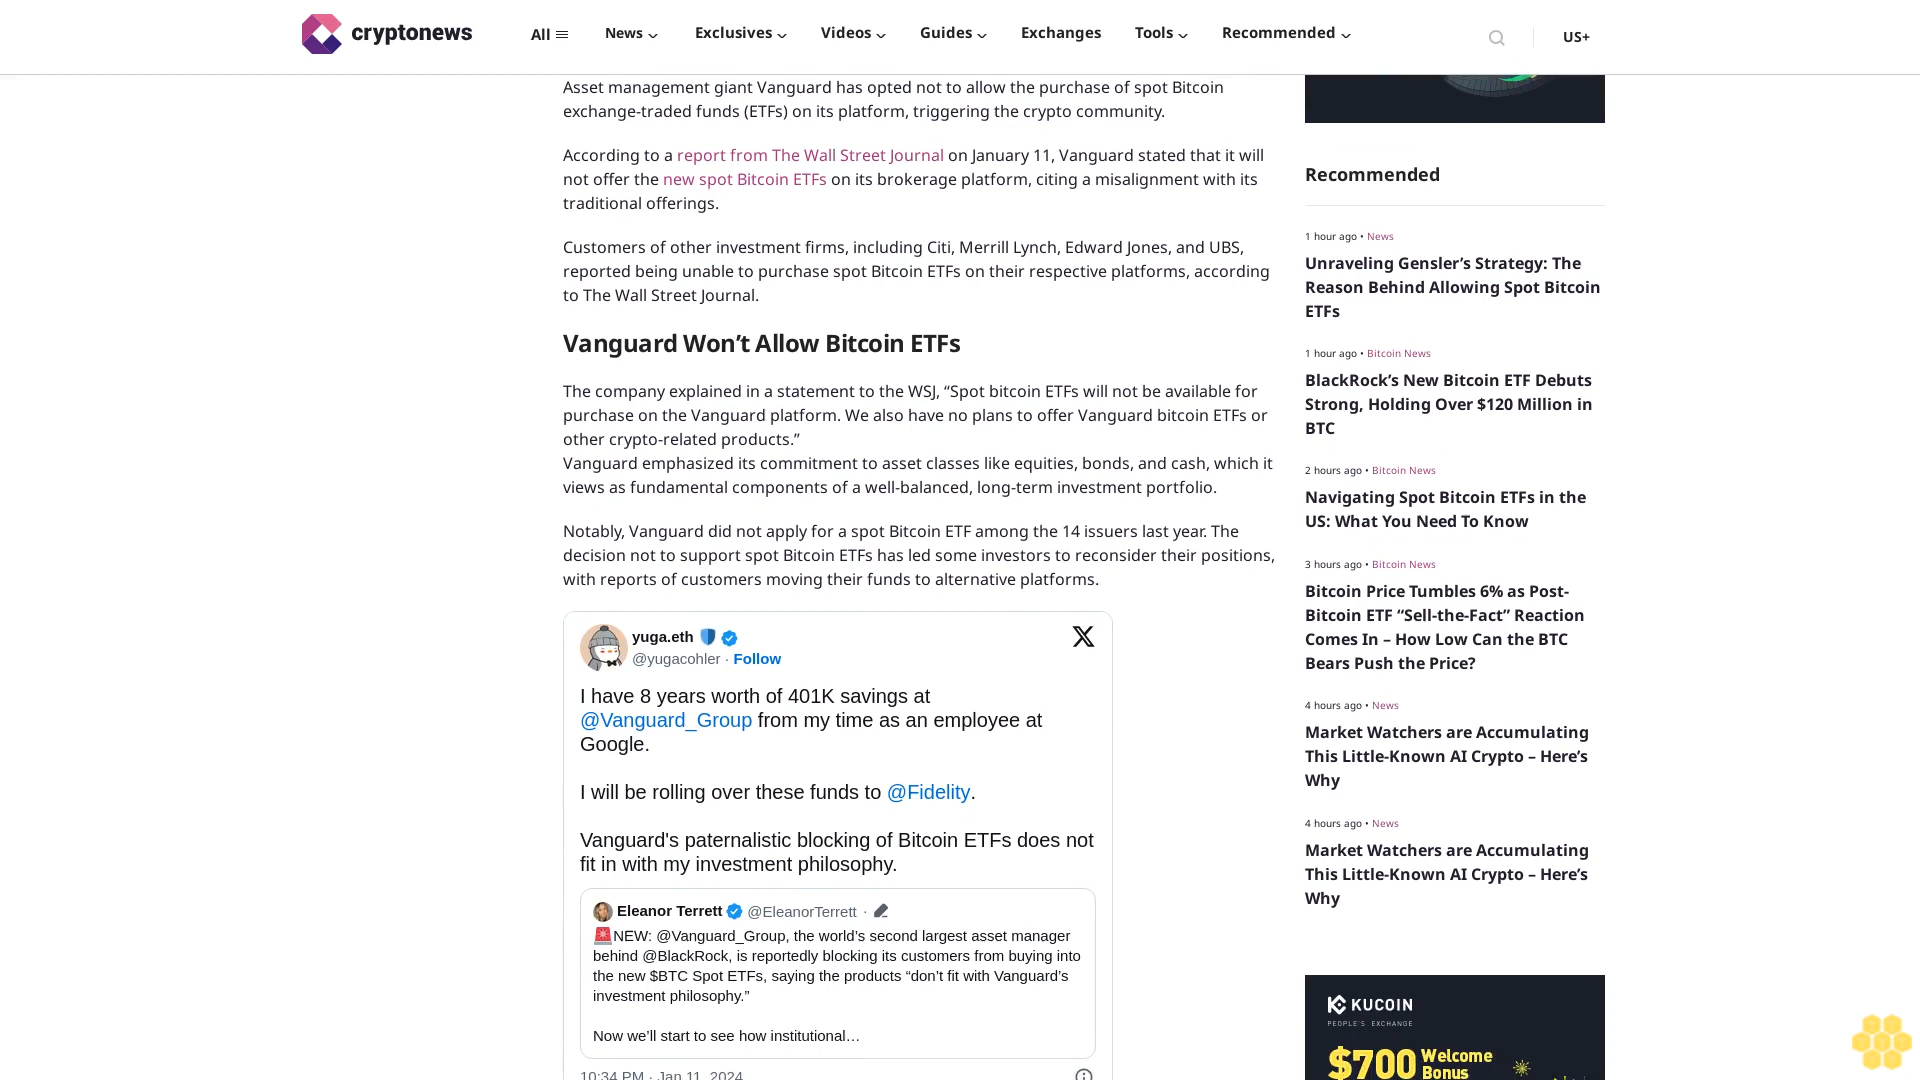 cryptonews
All
News
Exclusives
Videos
Guides
Exchanges
Tools
Recommended
US+
Asset management giant Vanguard has opted not to allow the purchase of spot Bitcoin
exchange-traded funds (ETFs) on its platform, triggering the crypto community.
According to a report from The Wall Street Journal on January 11, Vanguard stated that it will
not offer the new spot Bitcoin ETFs on its brokerage platform, citing a misalignment with its
traditional offerings.
Customers of other investment firms, including Citi, Merrill Lynch, Edward Jones, and UBS,
reported being unable to purchase spot Bitcoin ETFs on their respective platforms, according
to The Wall Street Journal.
Vanguard Won’t Allow Bitcoin ETFs
The company explained in a statement to the WSJ, “Spot bitcoin ETFs will not be available for
purchase on the Vanguard platform. We also have no plans to offer Vanguard bitcoin ETFs or
other crypto-related products.”
Vanguard emphasized its commitment to asset classes like equities, bonds, and cash, which it
views as fundamental components of a well-balanced, long-term investment portfolio.
Notably, Vanguard did not apply for a spot Bitcoin ETF among the 14 issuers last year. The
decision not to support spot Bitcoin ETFs has led some investors to reconsider their positions,
with reports of customers moving their funds to alternative platforms.
yuga.eth
@yugacohler · Follow
I have 8 years worth of 401K savings at
@Vanguard_Group from my time as an employee at
Google.
I will be rolling over these funds to @Fidelity.
Vanguard's paternalistic blocking of Bitcoin ETFs does not
fit in with my investment philosophy.
Eleanor Terrett @EleanorTerrett ·
🚨NEW: @Vanguard_Group, the world’s second largest asset manager
behind @BlackRock, is reportedly blocking its customers from buying into
the new $BTC Spot ETFs, saying the products “don’t fit with Vanguard’s
investment philosophy.”
Now we’ll start to see how institutional…
10:34 PM · Jan 11, 2024
Recommended
1 hour ago • News
Unraveling Gensler’s Strategy: The
Reason Behind Allowing Spot Bitcoin
ETFs
1 hour ago • Bitcoin News
BlackRock’s New Bitcoin ETF Debuts
Strong, Holding Over $120 Million in
BTC
2 hours ago • Bitcoin News
Navigating Spot Bitcoin ETFs in the
US: What You Need To Know
3 hours ago • Bitcoin News
Bitcoin Price Tumbles 6% as Post-
Bitcoin ETF “Sell-the-Fact” Reaction
Comes In – How Low Can the BTC
Bears Push the Price?
4 hours ago • News
Market Watchers are Accumulating
This Little-Known AI Crypto – Here’s
Why
4 hours ago • News
Market Watchers are Accumulating
This Little-Known AI Crypto – Here’s
Why
KUCOIN
PEOPLE'S EXCHANGE
$700 Welcome
Bonus